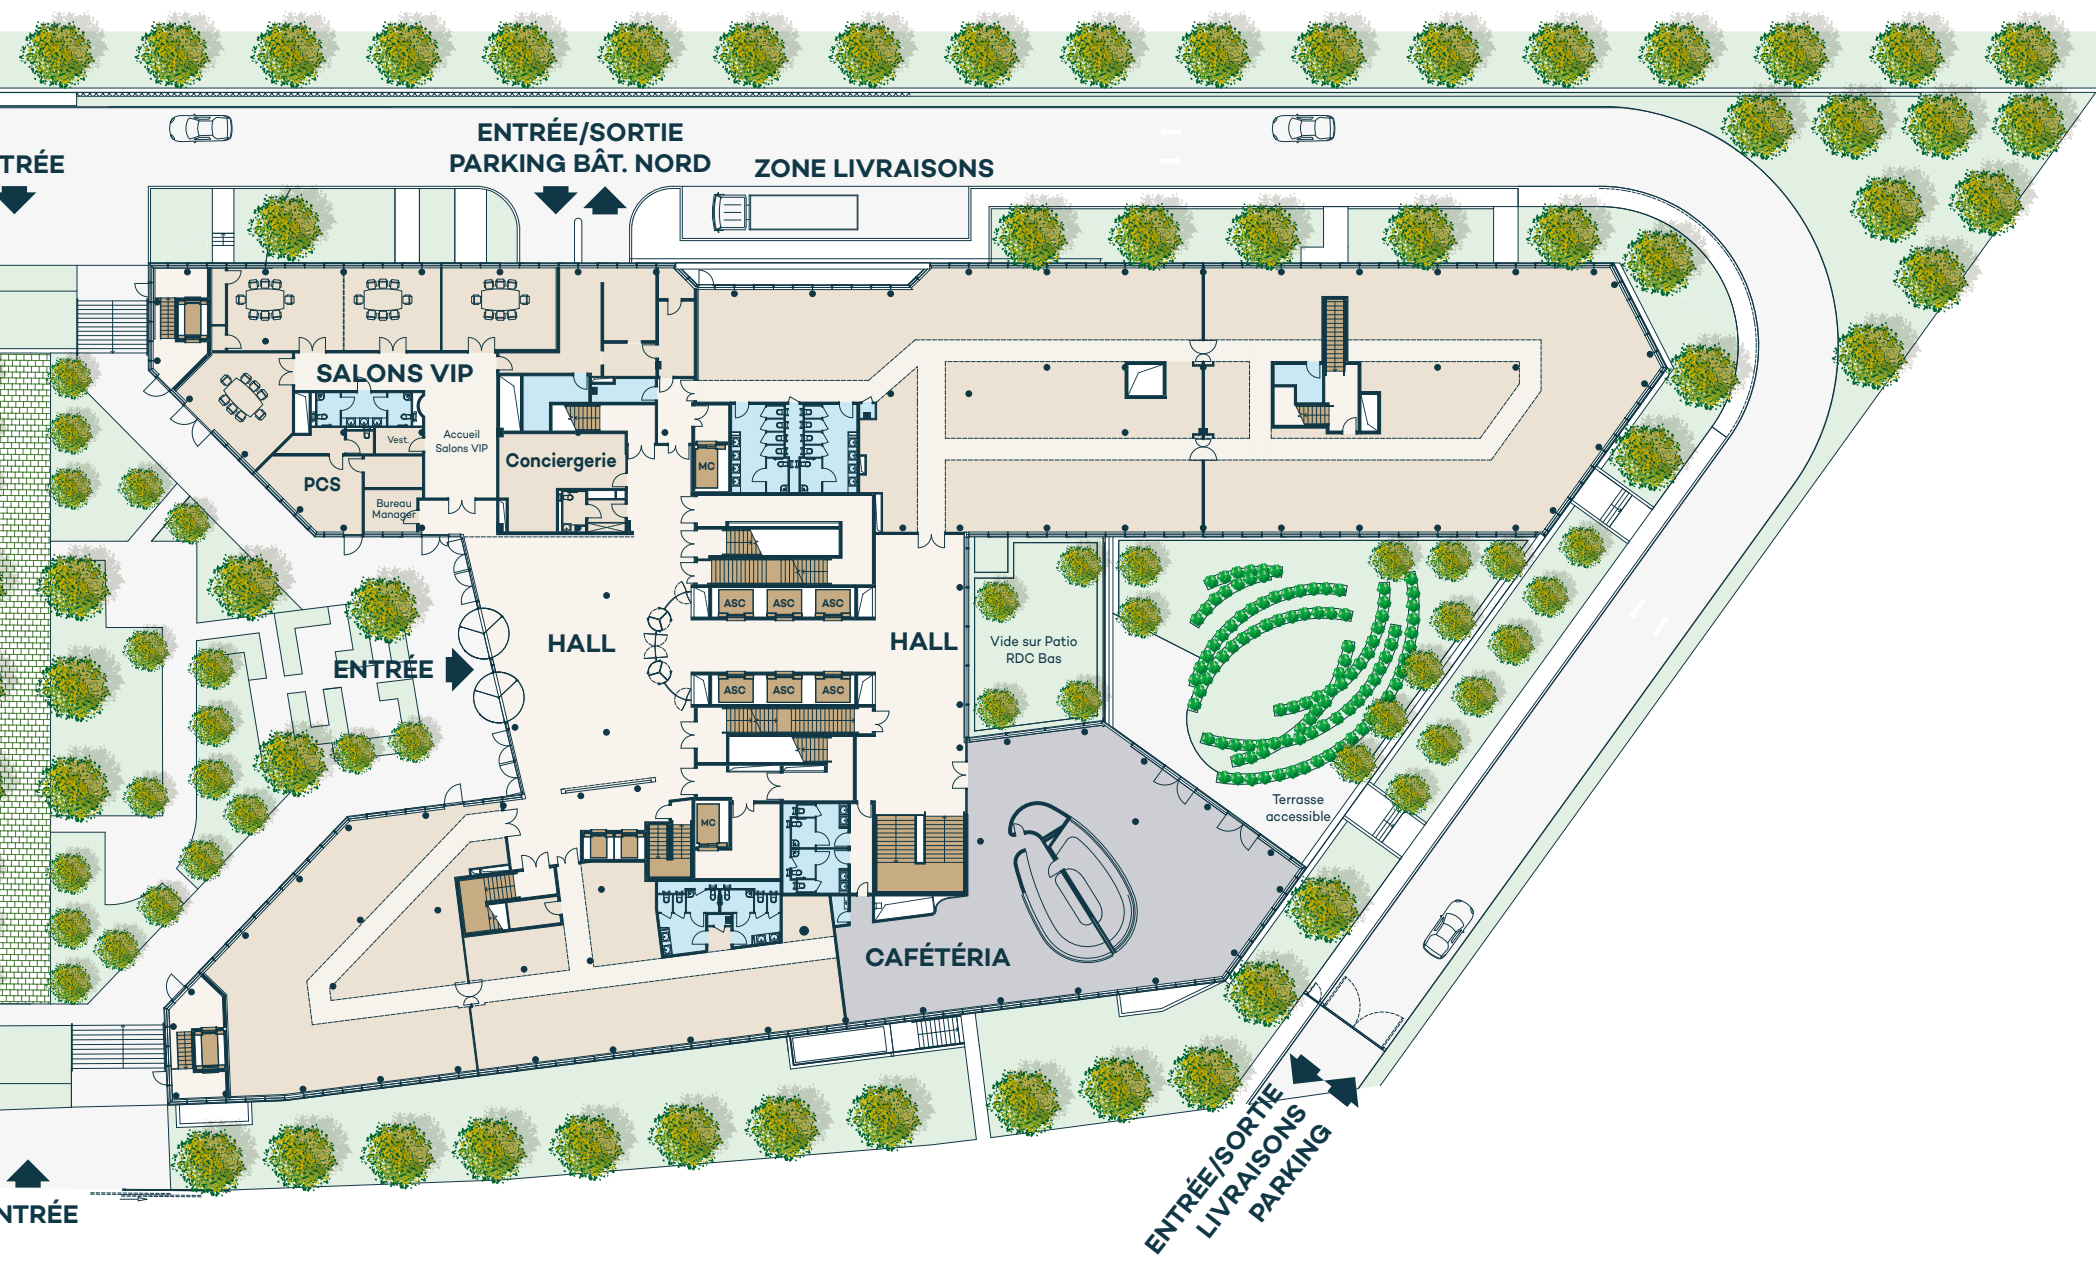 ENTRÉE/SORTIE
PARKING BÂT. NORD
ZONE LIVRAISONS
TRÉE
SALONS VIP
Vest.
Accueil
Salons VIP
Conciergerie
MC
PCS
Bureau
Manager
ASC
ASC
ASC
HALL
HALL
Vide sur Patio
RDC Bas
ENTRÉE
ASC
ASC
ASC
Terrasse
accessible
MC
CAFÉTÉRIA
ENTRÉE/SORTIE
LIVRAISONS
PARKING
NTRÉE